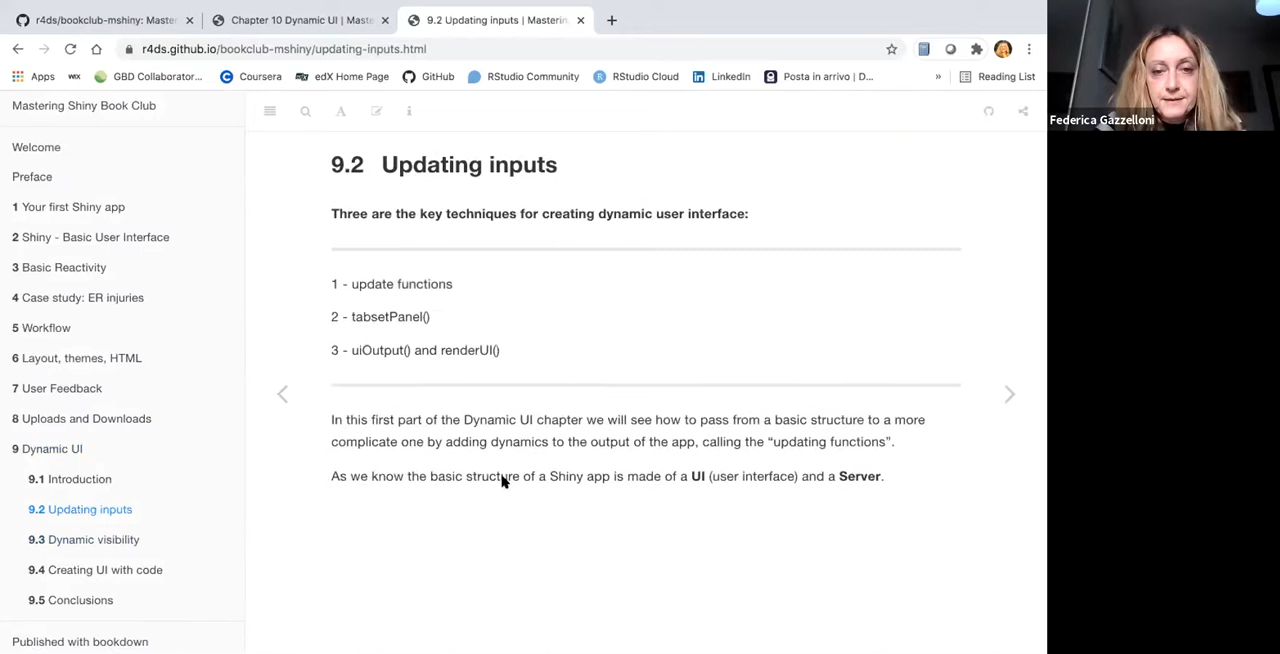 r4ds/bookclub-mshiny: Master
Chapter 10 Dynamic UI | Maste
9.2 Updating inputs | Masterin
r4ds.github.io/bookclub-mshiny/updating-inputs.html
Apps
WIX
GBD Collaborator...
Coursera
edX Home Page
GitHub
RStudio Community
RStudio Cloud
LinkedIn
Posta in arrivo | D...
»
Reading List
Federica Gazzelloni
Mastering Shiny Book Club
Welcome
Preface
1 Your first Shiny app
2 Shiny - Basic User Interface
3 Basic Reactivity
4 Case study: ER injuries
5 Workflow
6 Layout, themes, HTML
7 User Feedback
8 Uploads and Downloads
9 Dynamic UI
9.1 Introduction
9.2 Updating inputs
9.3 Dynamic visibility
9.4 Creating UI with code
9.5 Conclusions
Published with bookdown
9.2 Updating inputs
Three are the key techniques for creating dynamic user interface:
1 - update functions
2 - tabsetPanel()
3 - uiOutput() and renderUI()
In this first part of the Dynamic UI chapter we will see how to pass from a basic structure to a more
complicate one by adding dynamics to the output of the app, calling the “updating functions”.
As we know the basic structure of a Shiny app is made of a UI (user interface) and a Server.